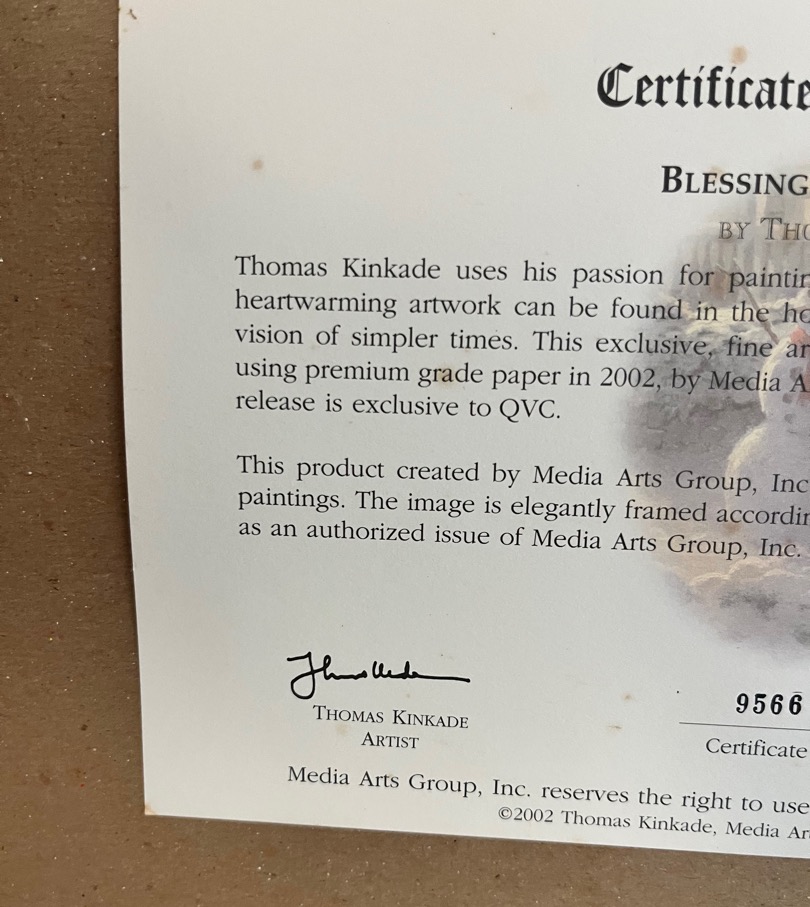 Certificate
BLESSING
BY THO
Thomas Kinkade uses his passion for paintin
heartwarming artwork can be found in the ho
vision of simpler times. This exclusive, fine ar
using premium grade paper in 2002, by Media A
release is exclusive to QVC.
This product created by Media Arts Group, Inc
paintings. The image is elegantly framed accordin
as an authorized issue of Media Arts Group, Inc.
THOMAS KINKADE
ARTIST
9566
Certificate
Media Arts Group, Inc. reserves the right to use
©2002 Thomas Kinkade, Media Ar